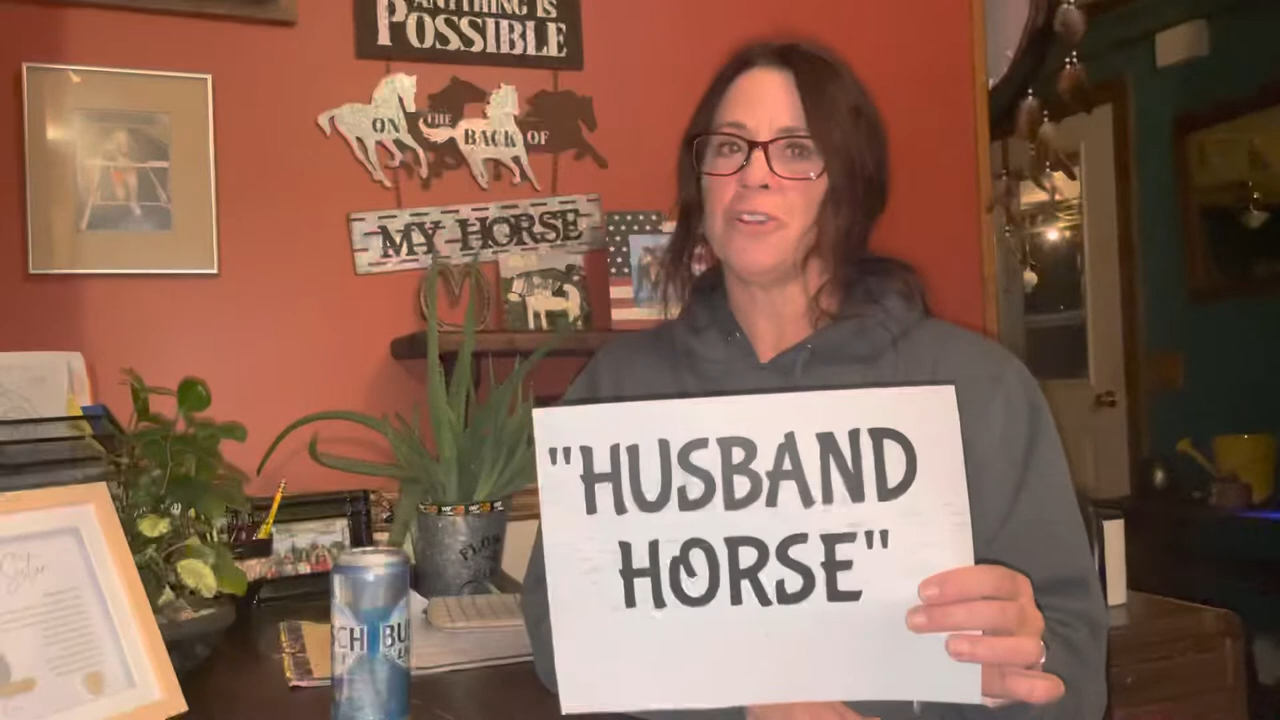 ANYTHING IS
POSSIBLE
ON THE BACK OF
MY HORSE
"HUSBAND
HORSE"